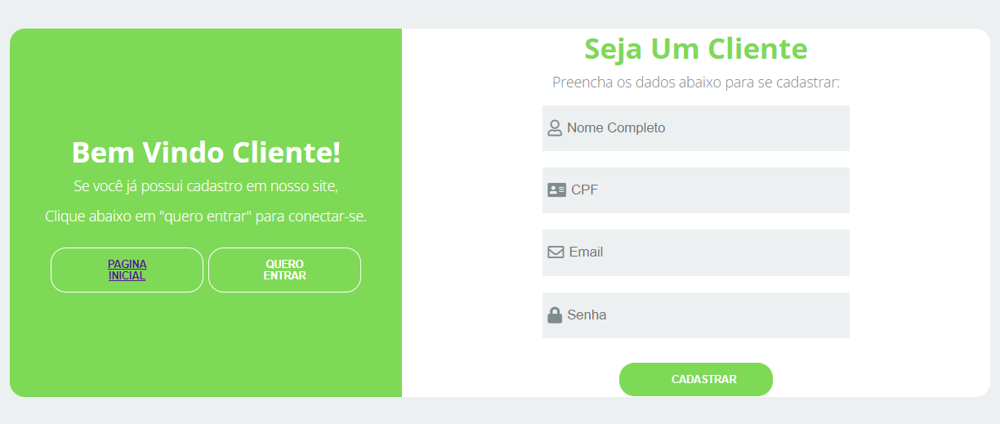 Bem Vindo Cliente!
Se você já possui cadastro em nosso site,
Clique abaixo em "quero entrar" para conectar-se.
PAGINA
INICIAL
QUERO
ENTRAR
Seja Um Cliente
Preencha os dados abaixo para se cadastrar:
Nome Completo
CPF
Email
Senha
CADASTRAR